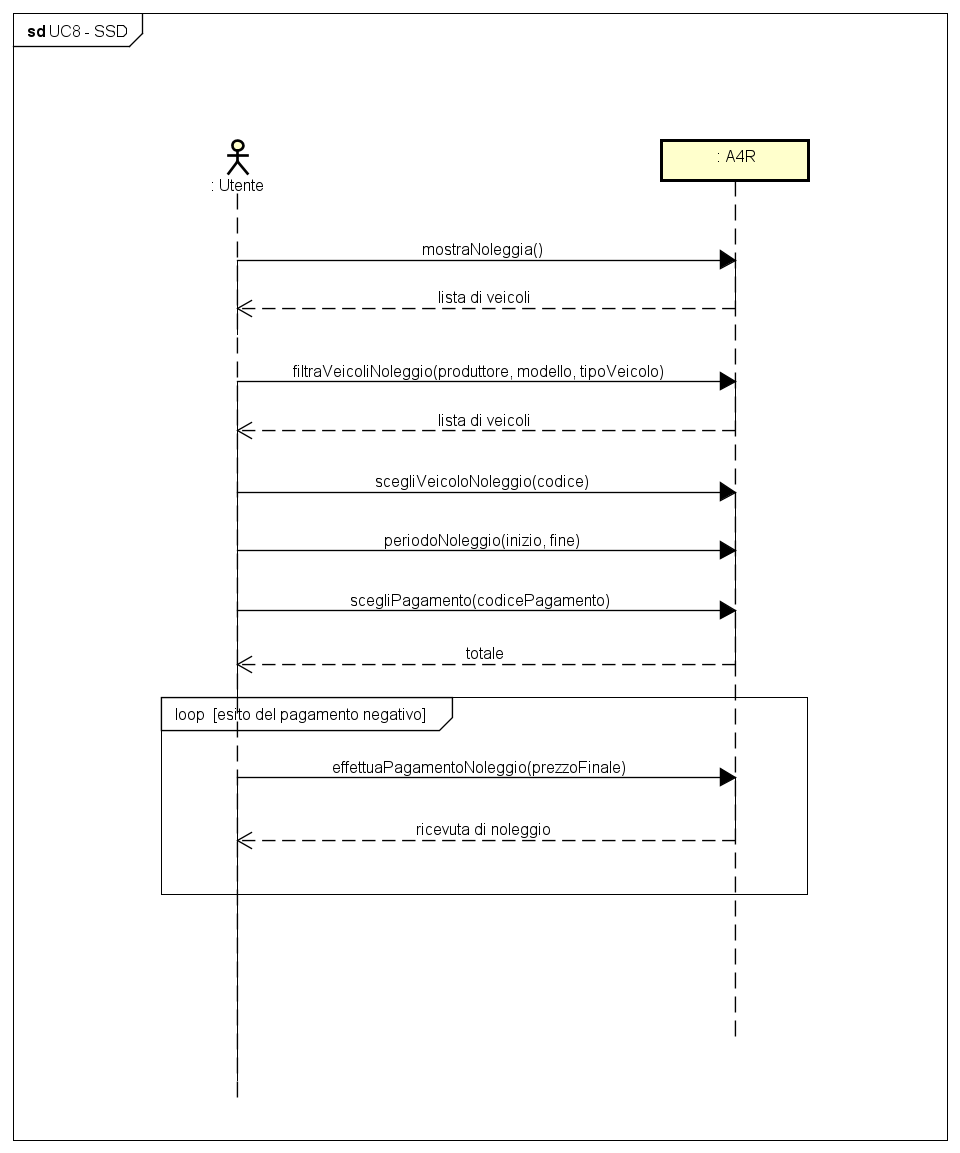 sd UC8 - SSD
: Utente
: A4R
mostraNoleggia()
lista di veicoli
filtraVeicoliNoleggio(produttore, modello, tipoVeicolo)
lista di veicoli
scegliVeicoloNoleggio(codice)
periodoNoleggio(inizio, fine)
scegliPagamento(codicePagamento)
totale
loop [esito del pagamento negativo]
effettuaPagamentoNoleggio(prezzoFinale)
ricevuta di noleggio